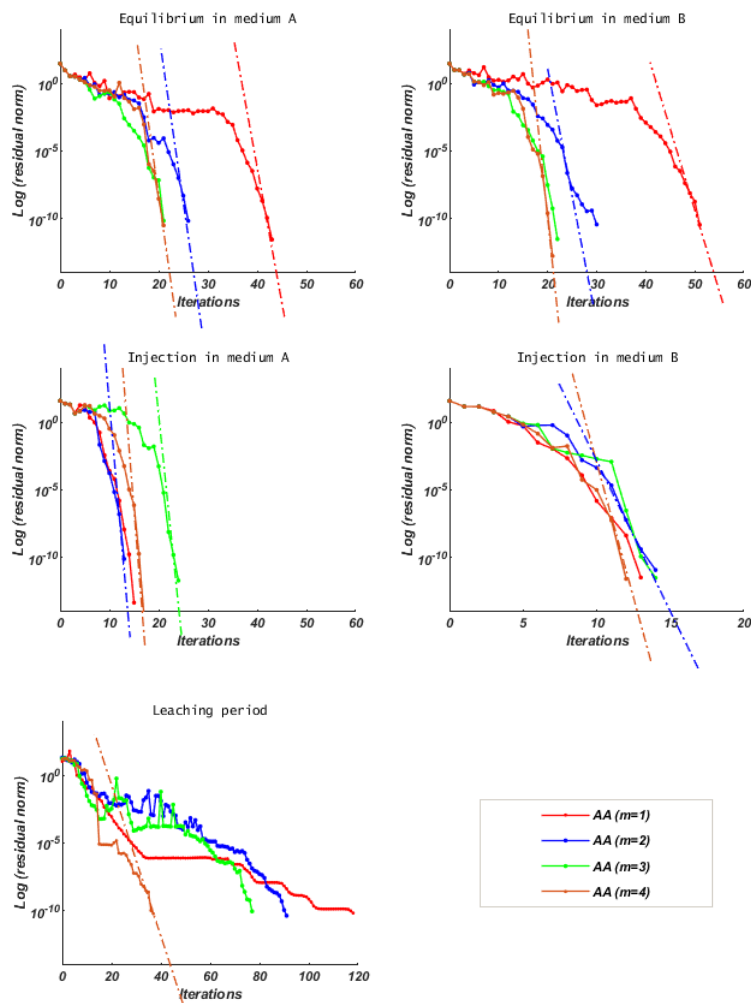 Equilibrium in medium A
Log (residual norm)
10^0
10^-5
10^-10
0 10 20 30 40 50 60
Iterations
Equilibrium in medium B
Log (residual norm)
10^0
10^-5
10^-10
0 10 20 30 40 50 60
Iterations
Injection in medium A
Log (residual norm)
10^0
10^-5
10^-10
0 10 20 30 40 50 60
Iterations
Injection in medium B
Log (residual norm)
10^0
10^-5
10^-10
0 5 10 15 20
Iterations
Leaching period
Log (residual norm)
10^0
10^-5
10^-10
0 20 40 60 80 100 120
Iterations
AA (m=1)
AA (m=2)
AA (m=3)
AA (m=4)